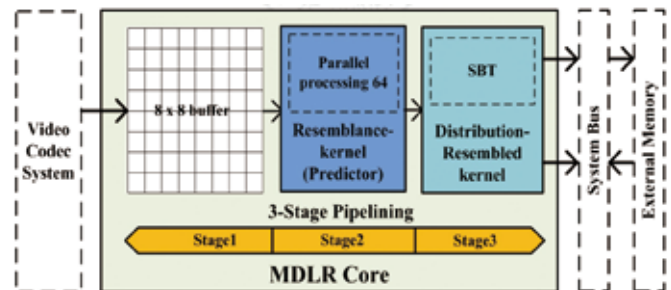 Video
Codec
System
8 x 8 buffer
Parallel
processing 64
Resemblance-
kernel
(Predictor)
SBT
Distribution-
Resembled
kernel
3-Stage Pipelining
Stage1
Stage2
Stage3
MDLR Core
System Bus
External Memory